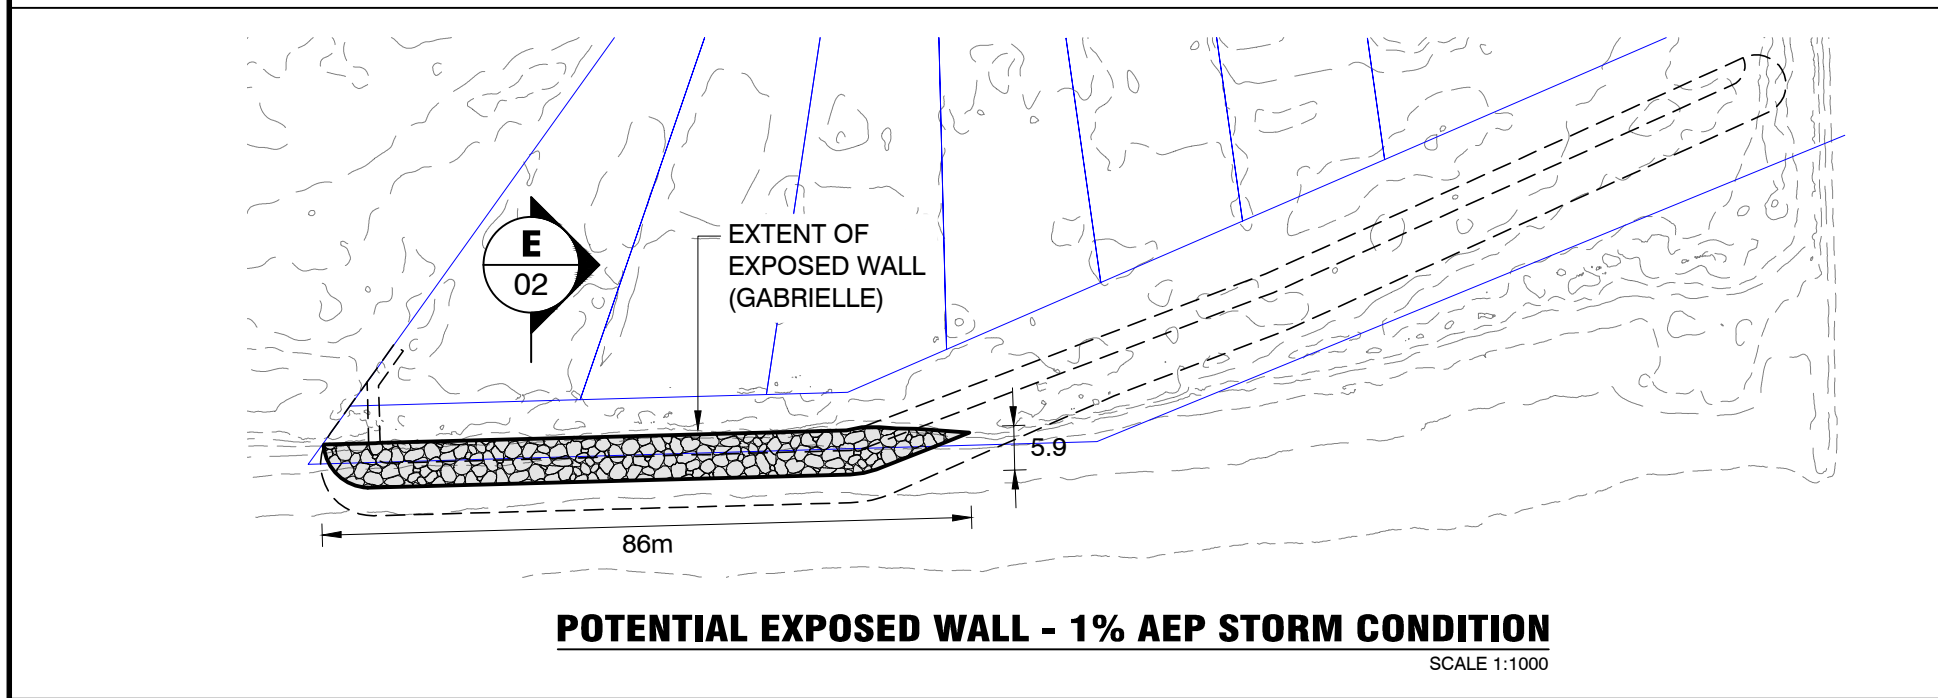 E
02
EXTENT OF
EXPOSED WALL
(GABRIELLE)
5.9
86m
POTENTIAL EXPOSED WALL - 1% AEP STORM CONDITION
SCALE 1:1000